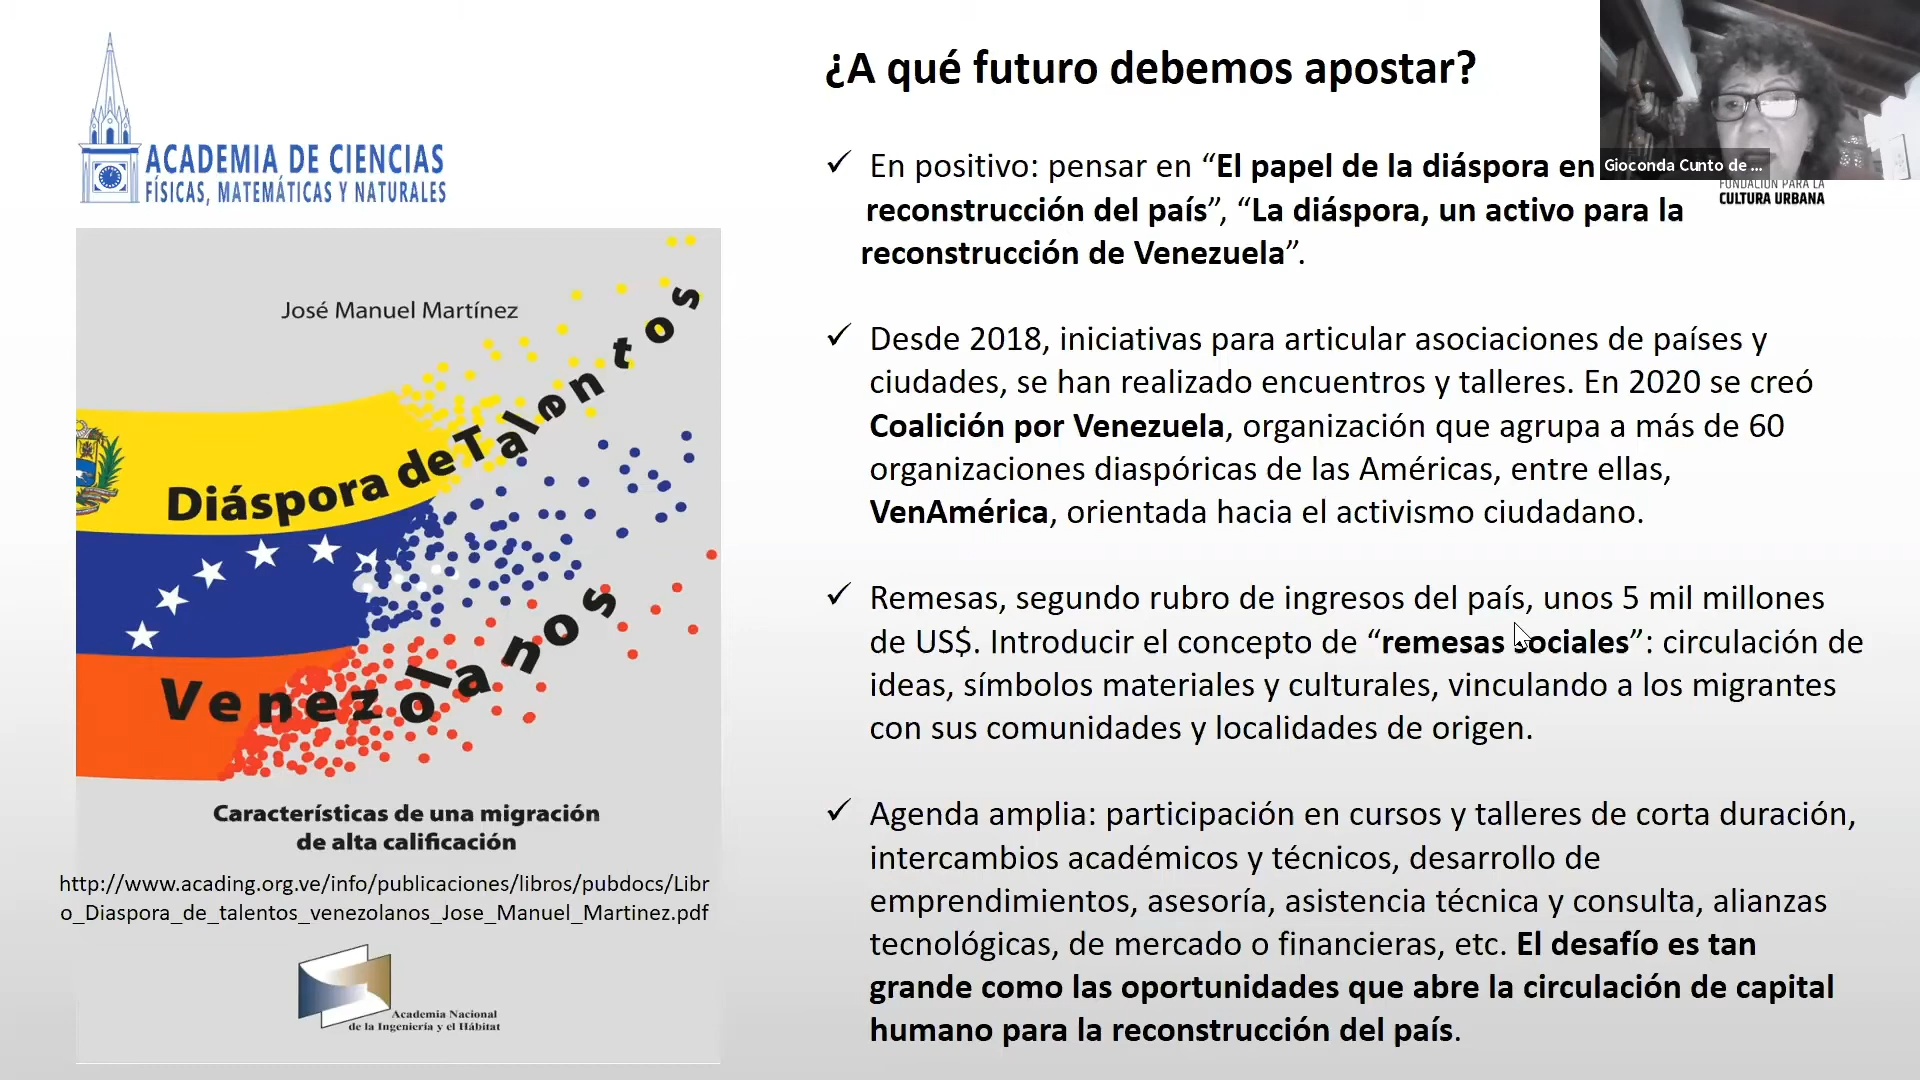 ACADEMIA DE CIENCIAS
FÍSICAS, MATEMÁTICAS Y NATURALES
José Manuel Martínez
Diáspora de Talentos
Venezolanos
Características de una migración
de alta calificación
http://www.acading.org.ve/info/publicaciones/libros/pubdocs/Libr
o_Diaspora_de_talentos_venezolanos_Jose_Manuel_Martinez.pdf
Academia Nacional
de la Ingeniería y el Hábitat
¿A qué futuro debemos apostar?
✓ En positivo: pensar en “El papel de la diáspora en
reconstrucción del país”, “La diáspora, un activo para la
reconstrucción de Venezuela”.
✓ Desde 2018, iniciativas para articular asociaciones de países y
ciudades, se han realizado encuentros y talleres. En 2020 se creó
Coalición por Venezuela, organización que agrupa a más de 60
organizaciones diaspóricas de las Américas, entre ellas,
VenAmérica, orientada hacia el activismo ciudadano.
✓ Remesas, segundo rubro de ingresos del país, unos 5 mil millones
de US$. Introducir el concepto de “remesas sociales”: circulación de
ideas, símbolos materiales y culturales, vinculando a los migrantes
con sus comunidades y localidades de origen.
✓ Agenda amplia: participación en cursos y talleres de corta duración,
intercambios académicos y técnicos, desarrollo de
emprendimientos, asesoría, asistencia técnica y consulta, alianzas
tecnológicas, de mercado o financieras, etc. El desafío es tan
grande como las oportunidades que abre la circulación de capital
humano para la reconstrucción del país.
Gioconda Cunto de ...
FUNDACIÓN PARA LA
CULTURA URBANA